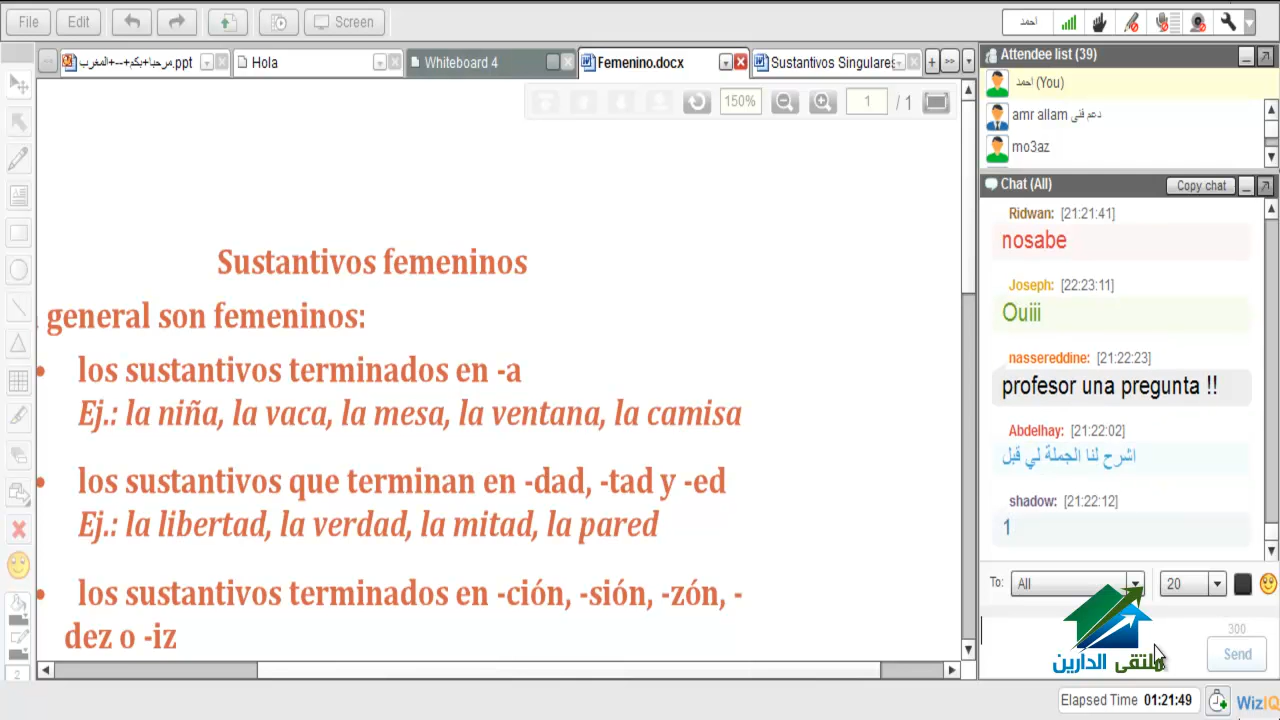 File
Edit
Screen
احمد
مرحبا+بكم+--+المغرب.ppt
Hola
Whiteboard 4
Femenino.docx
Sustantivos Singulares
150%
1
/ 1
Sustantivos femeninos
general son femeninos:
• los sustantivos terminados en -a
Ej.: la niña, la vaca, la mesa, la ventana, la camisa
• los sustantivos que terminan en -dad, -tad y -ed
Ej.: la libertad, la verdad, la mitad, la pared
• los sustantivos terminados en -ción, -sión, -zón, -
dez o -iz
2
Attendee list (39)
احمد (You)
amr allam دعم فنى
mo3az
Chat (All)
Copy chat
Ridwan: [21:21:41]
nosabe
Joseph: [22:23:11]
Ouiii
nassereddine: [21:22:23]
profesor una pregunta !!
Abdelhay: [21:22:02]
اشرح لنا الجملة لي قبل
shadow: [21:22:12]
1
To:
All
20
300
Send
ملتقى الدارين
Elapsed Time 01:21:49
WizIQ